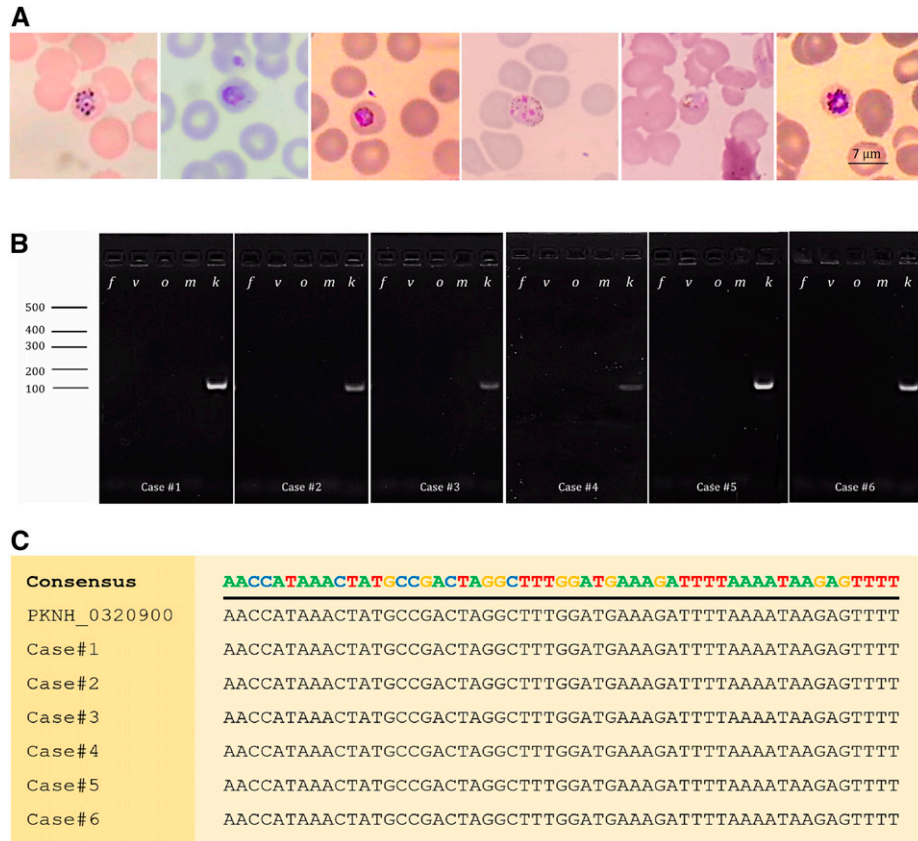 A
7 μm
B
f v o m k f v o m k f v o m k f v o m k f v o m k f v o m k
500
400
300
200
100
Case #1 Case #2 Case #3 Case #4 Case #5 Case #6
C
Consensus AACCATAAACTATGCCGACTAGGCTTTGGATGAAAGATTTTAAAATAAGAGTTTT
PKNH_0320900 AACCATAAACTATGCCGACTAGGCTTTGGATGAAAGATTTTAAAATAAGAGTTTT
Case#1 AACCATAAACTATGCCGACTAGGCTTTGGATGAAAGATTTTAAAATAAGAGTTTT
Case#2 AACCATAAACTATGCCGACTAGGCTTTGGATGAAAGATTTTAAAATAAGAGTTTT
Case#3 AACCATAAACTATGCCGACTAGGCTTTGGATGAAAGATTTTAAAATAAGAGTTTT
Case#4 AACCATAAACTATGCCGACTAGGCTTTGGATGAAAGATTTTAAAATAAGAGTTTT
Case#5 AACCATAAACTATGCCGACTAGGCTTTGGATGAAAGATTTTAAAATAAGAGTTTT
Case#6 AACCATAAACTATGCCGACTAGGCTTTGGATGAAAGATTTTAAAATAAGAGTTTT